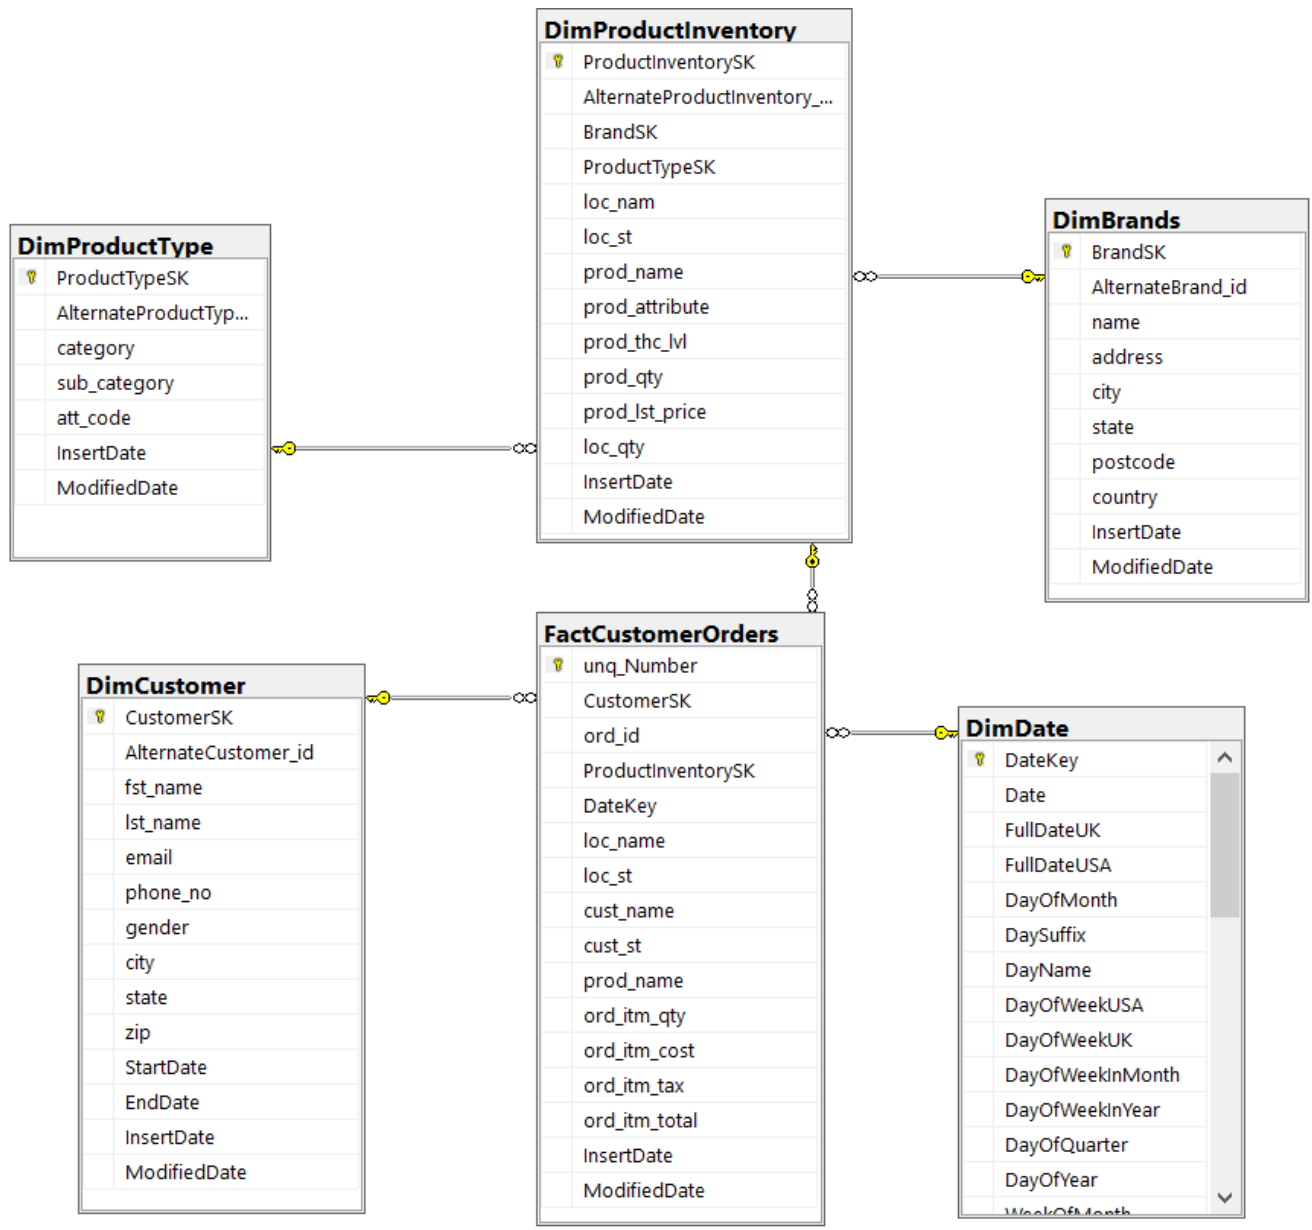 DimProductInventory
ProductInventorySK
AlternateProductInventory_...
BrandSK
ProductTypeSK
loc_nam
loc_st
prod_name
prod_attribute
prod_thc_lvl
prod_qty
prod_lst_price
loc_qty
InsertDate
ModifiedDate
DimProductType
ProductTypeSK
AlternateProductTyp...
category
sub_category
att_code
InsertDate
ModifiedDate
DimBrands
BrandSK
AlternateBrand_id
name
address
city
state
postcode
country
InsertDate
ModifiedDate
FactCustomerOrders
unq_Number
CustomerSK
ord_id
ProductInventorySK
DateKey
loc_name
loc_st
cust_name
cust_st
prod_name
ord_itm_qty
ord_itm_cost
ord_itm_tax
ord_itm_total
InsertDate
ModifiedDate
DimCustomer
CustomerSK
AlternateCustomer_id
fst_name
lst_name
email
phone_no
gender
city
state
zip
StartDate
EndDate
InsertDate
ModifiedDate
DimDate
DateKey
Date
FullDateUK
FullDateUSA
DayOfMonth
DaySuffix
DayName
DayOfWeekUSA
DayOfWeekUK
DayOfWeekInMonth
DayOfWeekInYear
DayOfQuarter
DayOfYear
WeekOfMonth